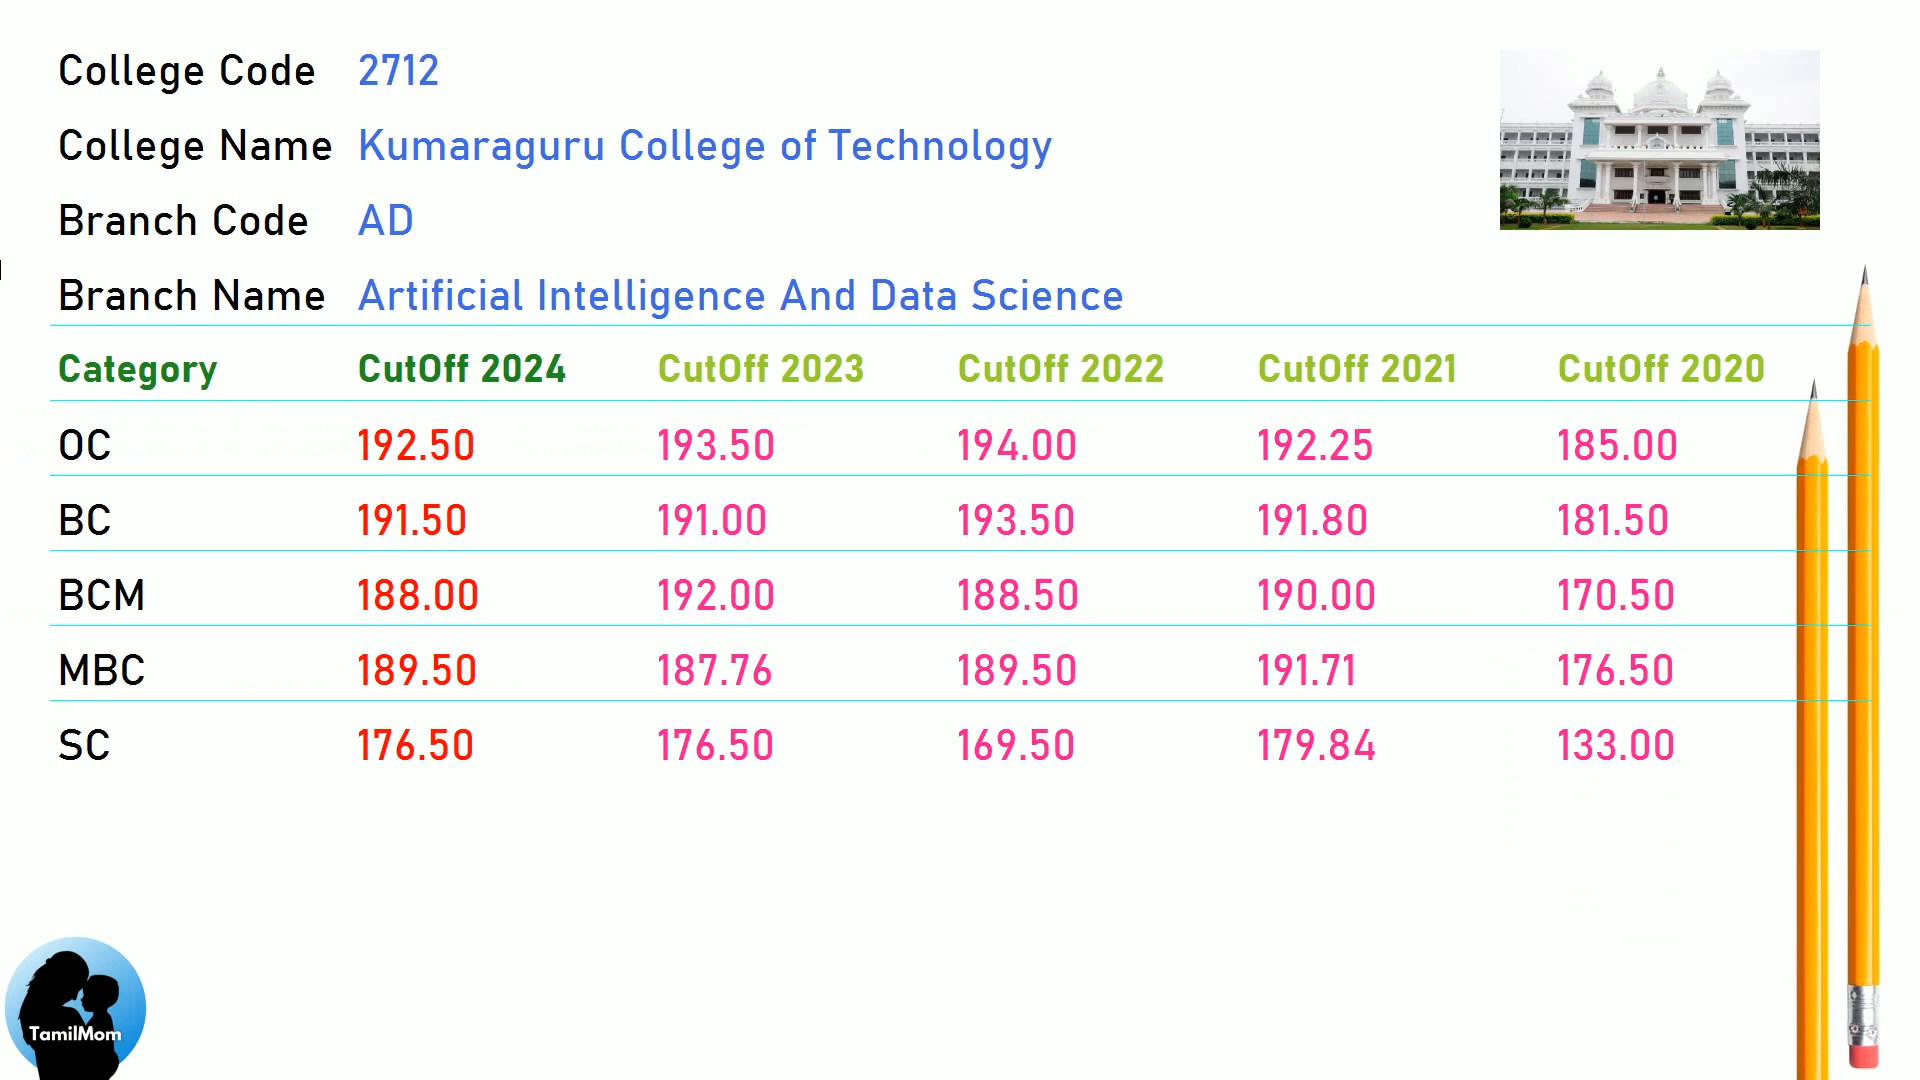 College Code 2712
College Name Kumaraguru College of Technology
Branch Code AD
Branch Name Artificial Intelligence And Data Science
Category CutOff 2024 CutOff 2023 CutOff 2022 CutOff 2021 CutOff 2020
OC 192.50 193.50 194.00 192.25 185.00
BC 191.50 191.00 193.50 191.80 181.50
BCM 188.00 192.00 188.50 190.00 170.50
MBC 189.50 187.76 189.50 191.71 176.50
SC 176.50 176.50 169.50 179.84 133.00
TamilMom